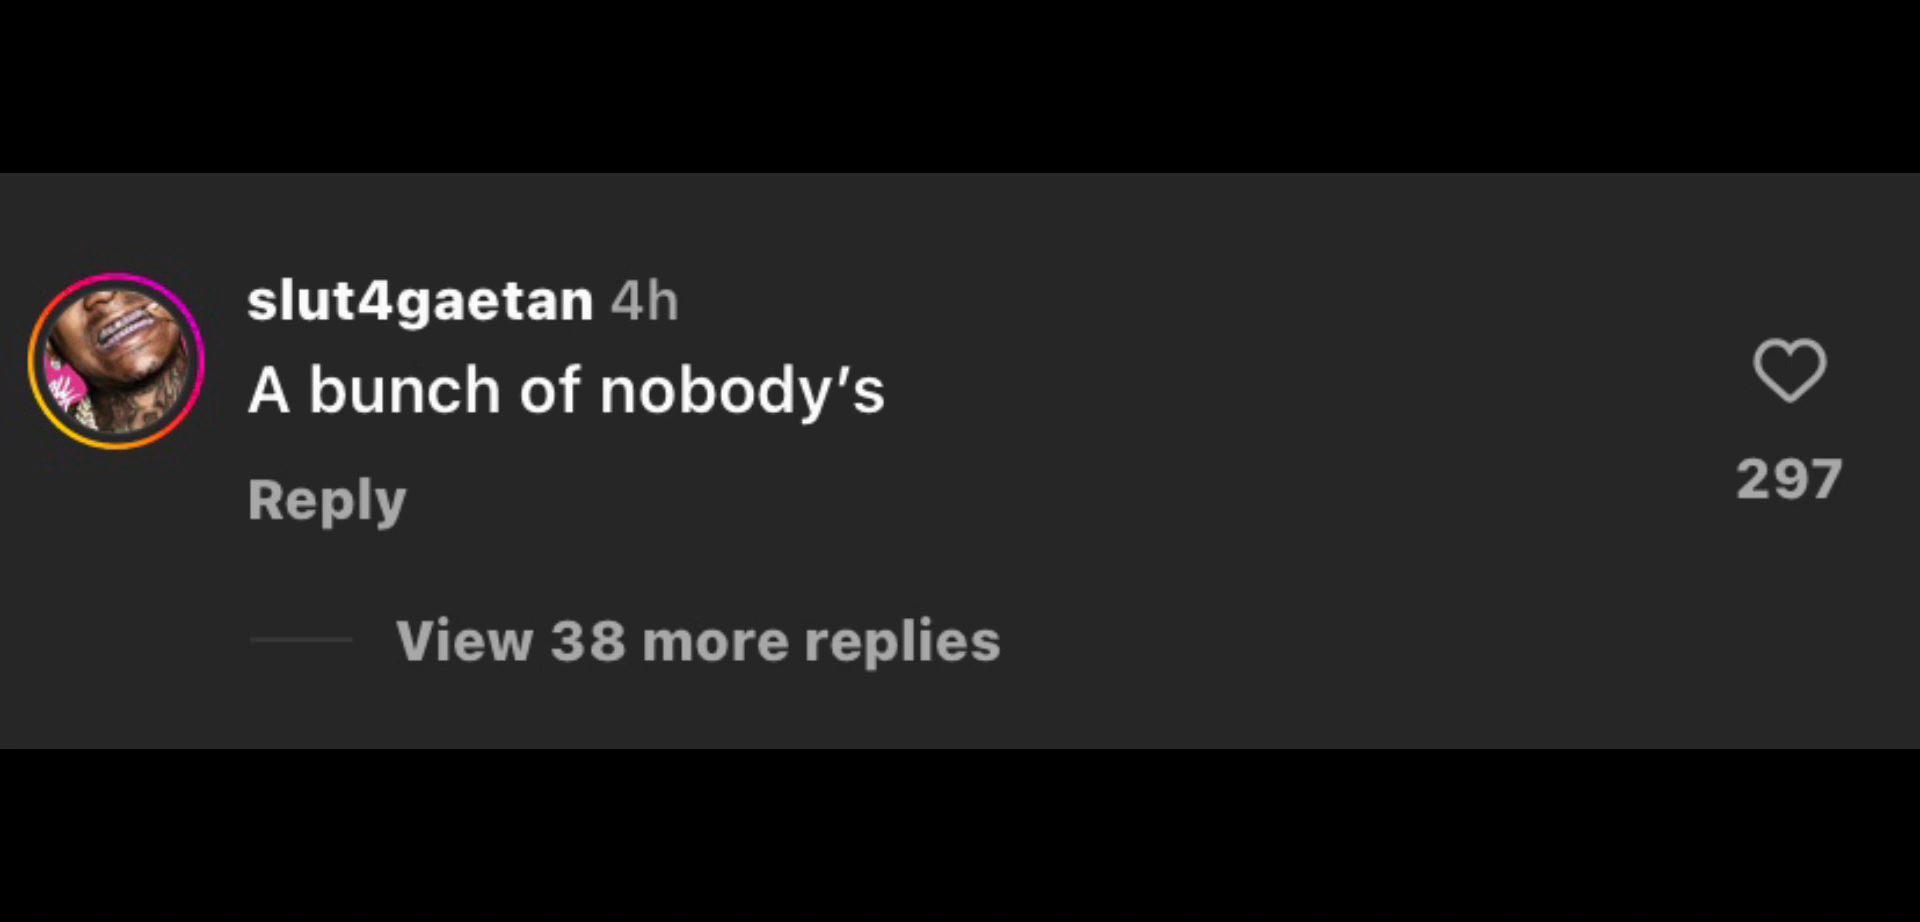 slut4gaetan 4h
A bunch of nobody’s
297
Reply
View 38 more replies